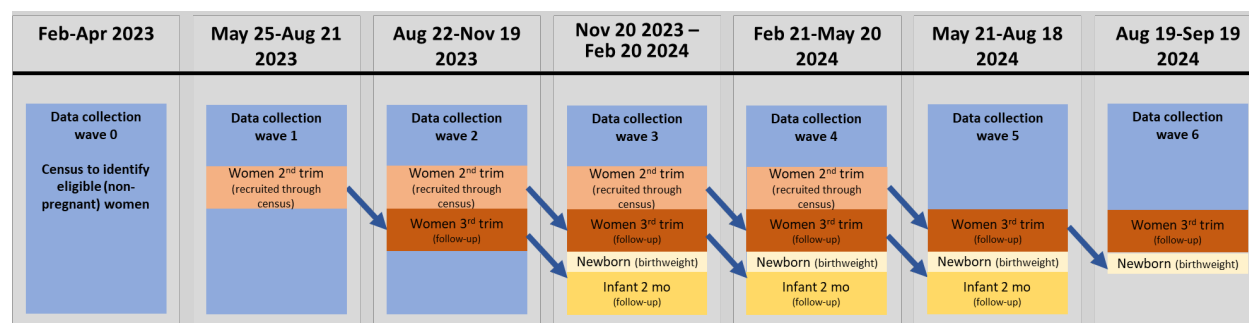 Feb-Apr 2023
May 25-Aug 21
2023
Aug 22-Nov 19
2023
Nov 20 2023 –
Feb 20 2024
Feb 21-May 20
2024
May 21-Aug 18
2024
Aug 19-Sep 19
2024
Data collection
wave 0
Census to identify
eligible (non-
pregnant) women
Data collection
wave 1
Women 2nd trim
(recruited through
census)
Data collection
wave 2
Women 2nd trim
(recruited through
census)
Women 3rd trim
(follow-up)
Data collection
wave 3
Women 2nd trim
(recruited through
census)
Women 3rd trim
(follow-up)
Newborn (birthweight)
Infant 2 mo
(follow-up)
Data collection
wave 4
Women 2nd trim
(recruited through
census)
Women 3rd trim
(follow-up)
Newborn (birthweight)
Infant 2 mo
(follow-up)
Data collection
wave 5
Women 3rd trim
(follow-up)
Newborn (birthweight)
Infant 2 mo
(follow-up)
Data collection
wave 6
Women 3rd trim
(follow-up)
Newborn (birthweight)